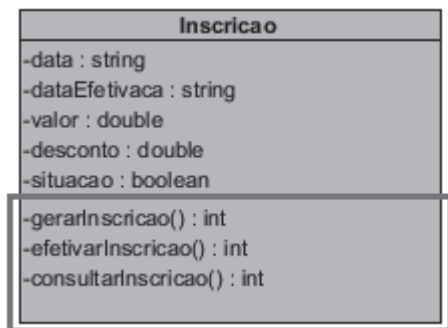 Inscricao
-data : string
-dataEfetivaca : string
-valor : double
-desconto : double
-situacao : boolean
-gerarInscricao() : int
-efetivarInscricao() : int
-consultarInscricao() : int